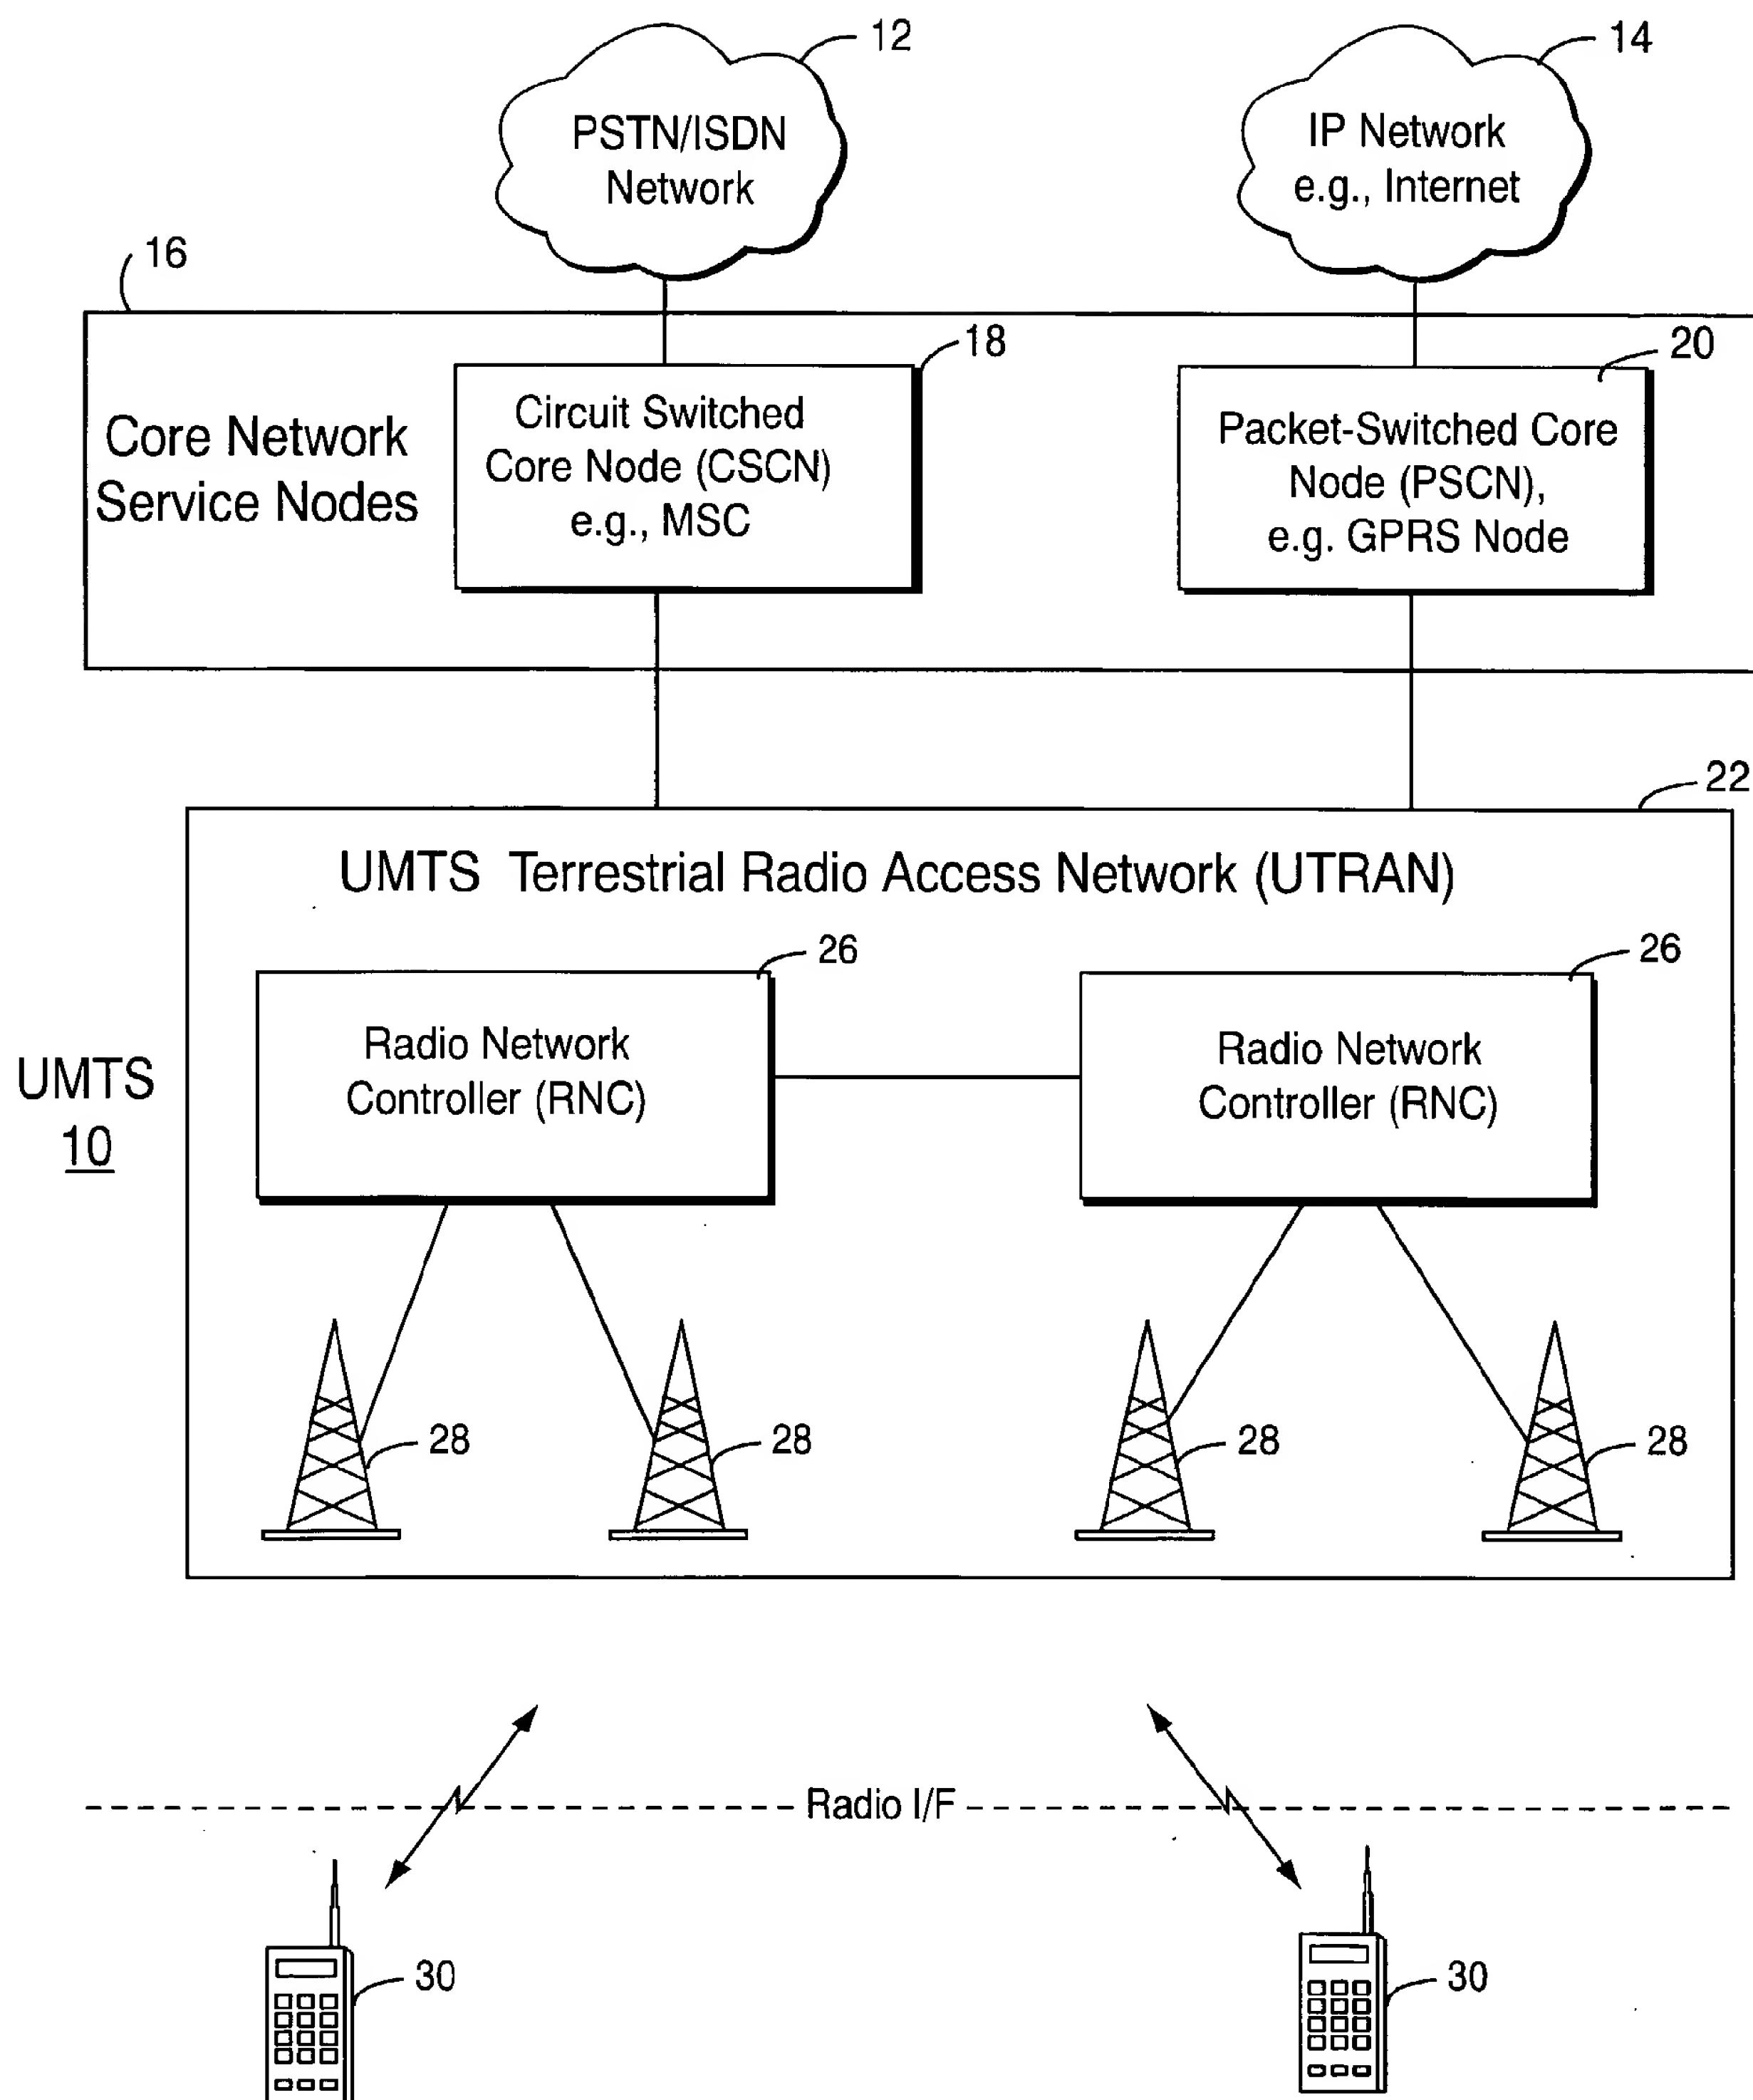 12
14
PSTN/ISDN
Network
IP Network
e.g., Internet
16
18
20
Core Network
Service Nodes
Circuit Switched
Core Node (CSCN)
e.g., MSC
Packet-Switched Core
Node (PSCN),
e.g. GPRS Node
22
UMTS Terrestrial Radio Access Network (UTRAN)
26
26
Radio Network
Controller (RNC)
Radio Network
Controller (RNC)
UMTS
10
28
28
28
28
Radio I/F
30
30